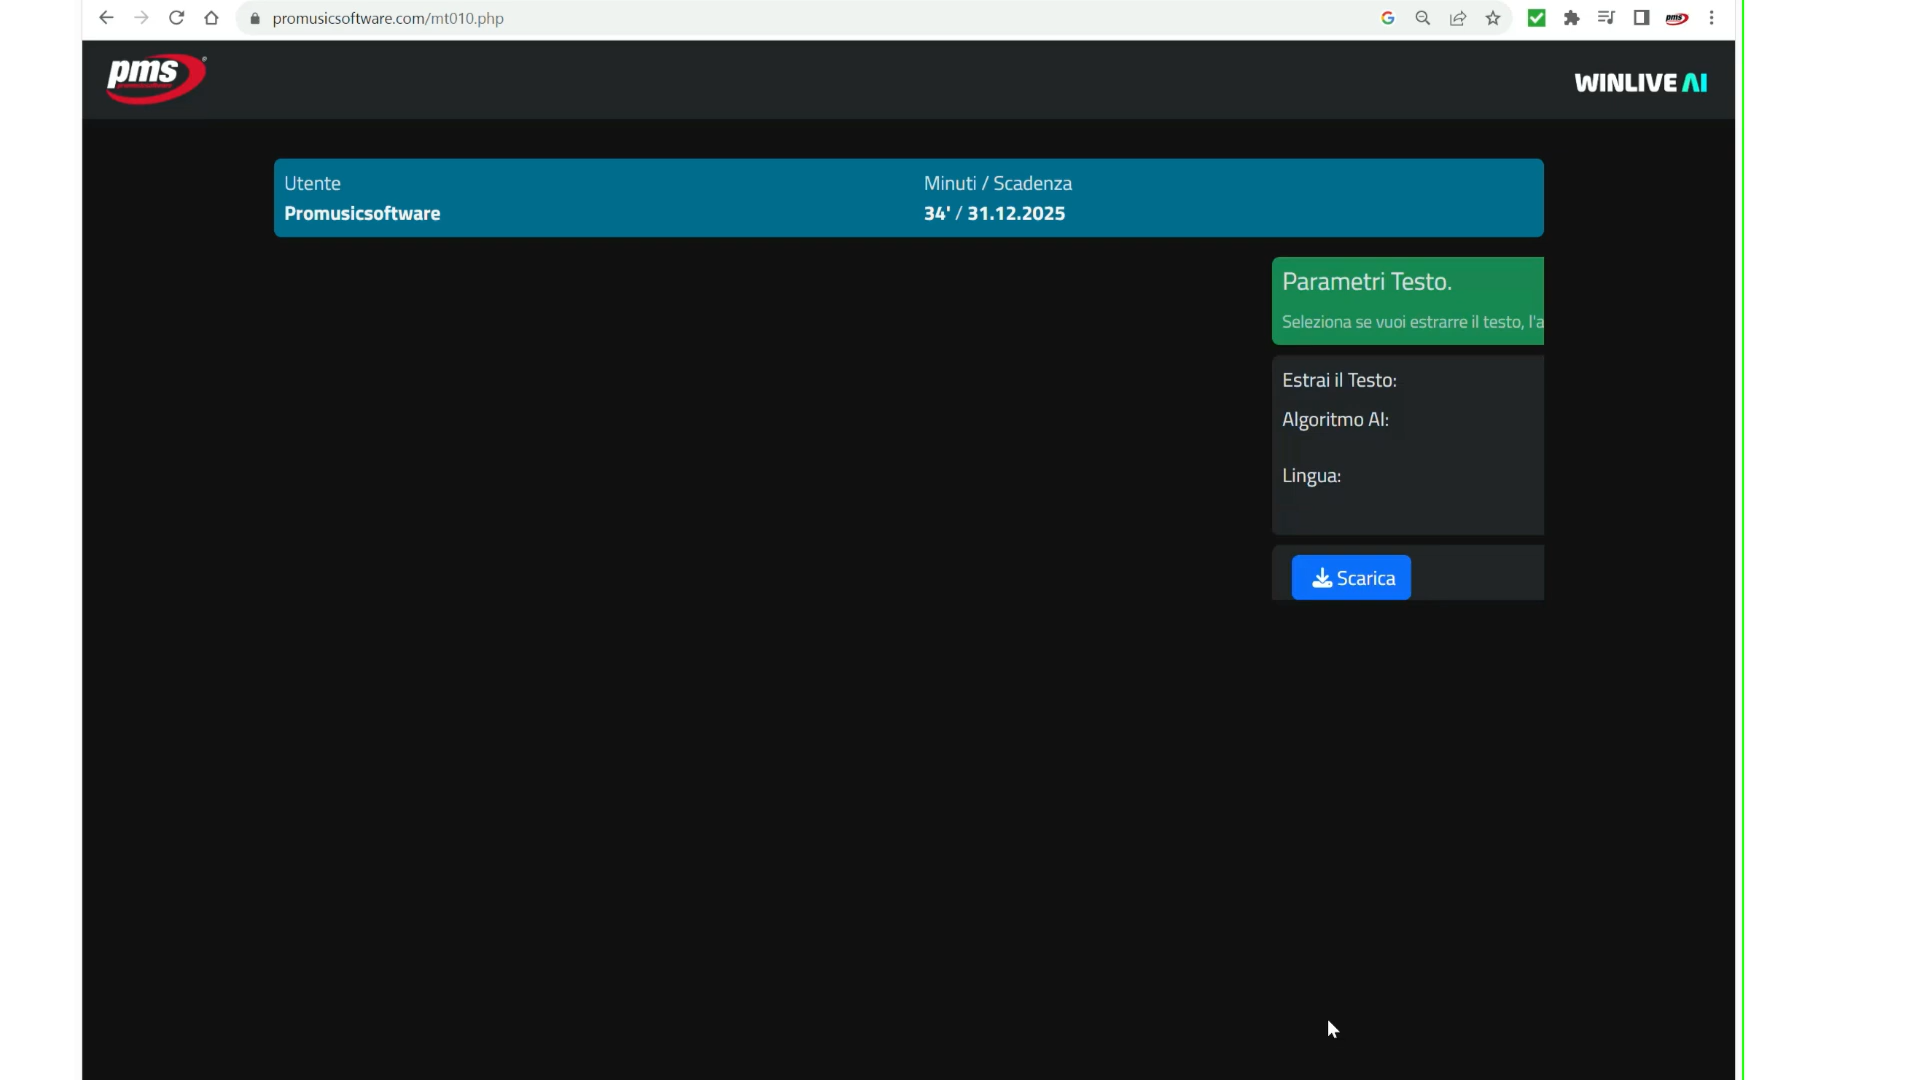 promusicsoftware.com/mt010.php
pms
WINLIVE AI
Utente
Minuti / Scadenza
Promusicsoftware
34' / 31.12.2025
Parametri Testo.
Seleziona se vuoi estrarre il testo, l'a
Estrai il Testo:
Algoritmo AI:
Lingua:
Scarica